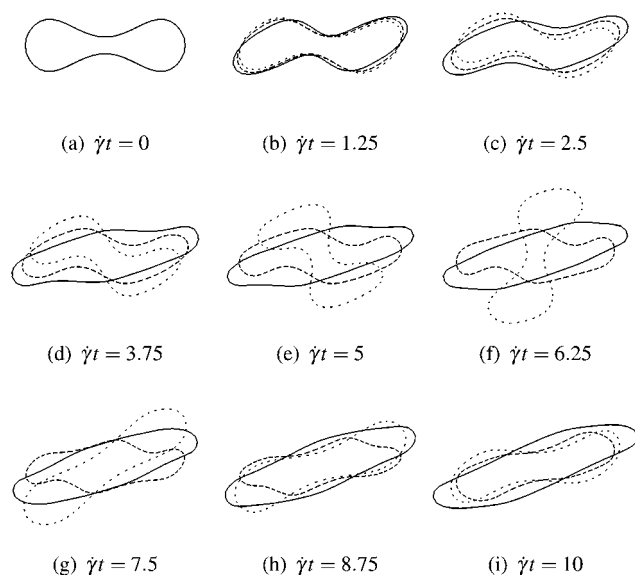 (a) γ̇t = 0
(b) γ̇t = 1.25
(c) γ̇t = 2.5
(d) γ̇t = 3.75
(e) γ̇t = 5
(f) γ̇t = 6.25
(g) γ̇t = 7.5
(h) γ̇t = 8.75
(i) γ̇t = 10